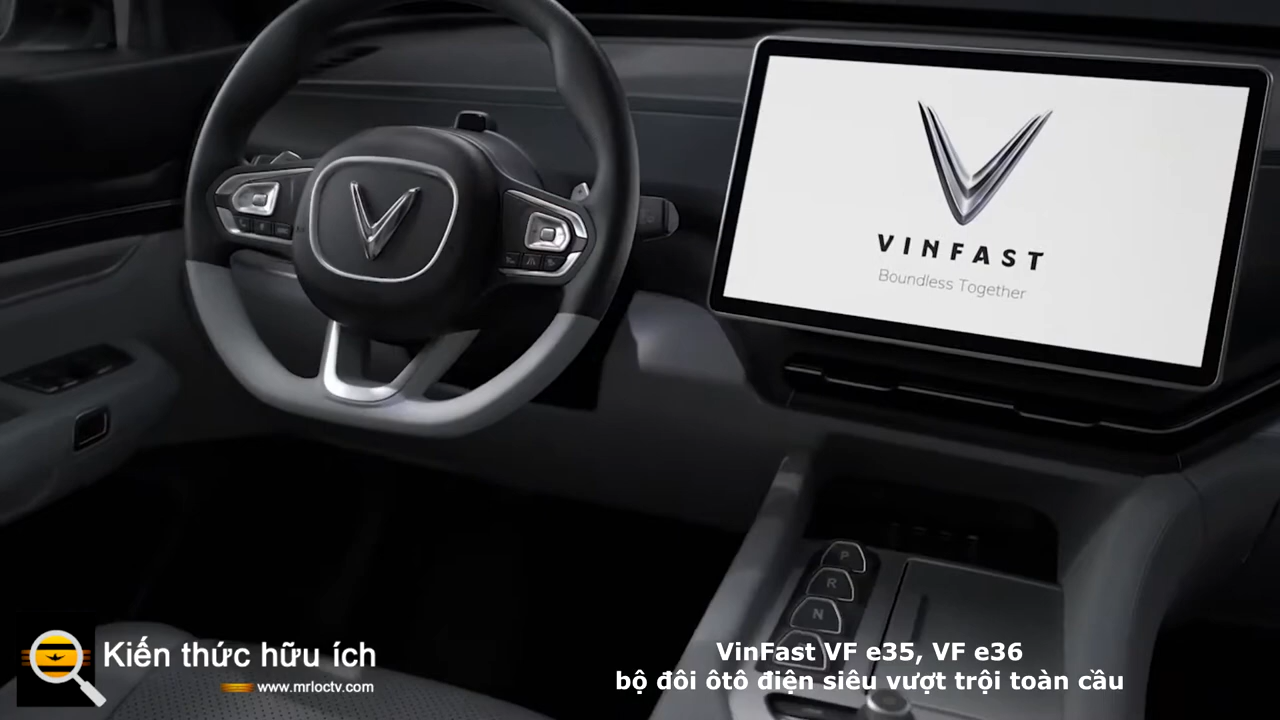 VINFAST
Boundless Together
P
R
N
Kiến thức hữu ích
www.mrloctv.com
VinFast VF e35, VF e36
bộ đôi ôtô điện siêu vượt trội toàn cầu